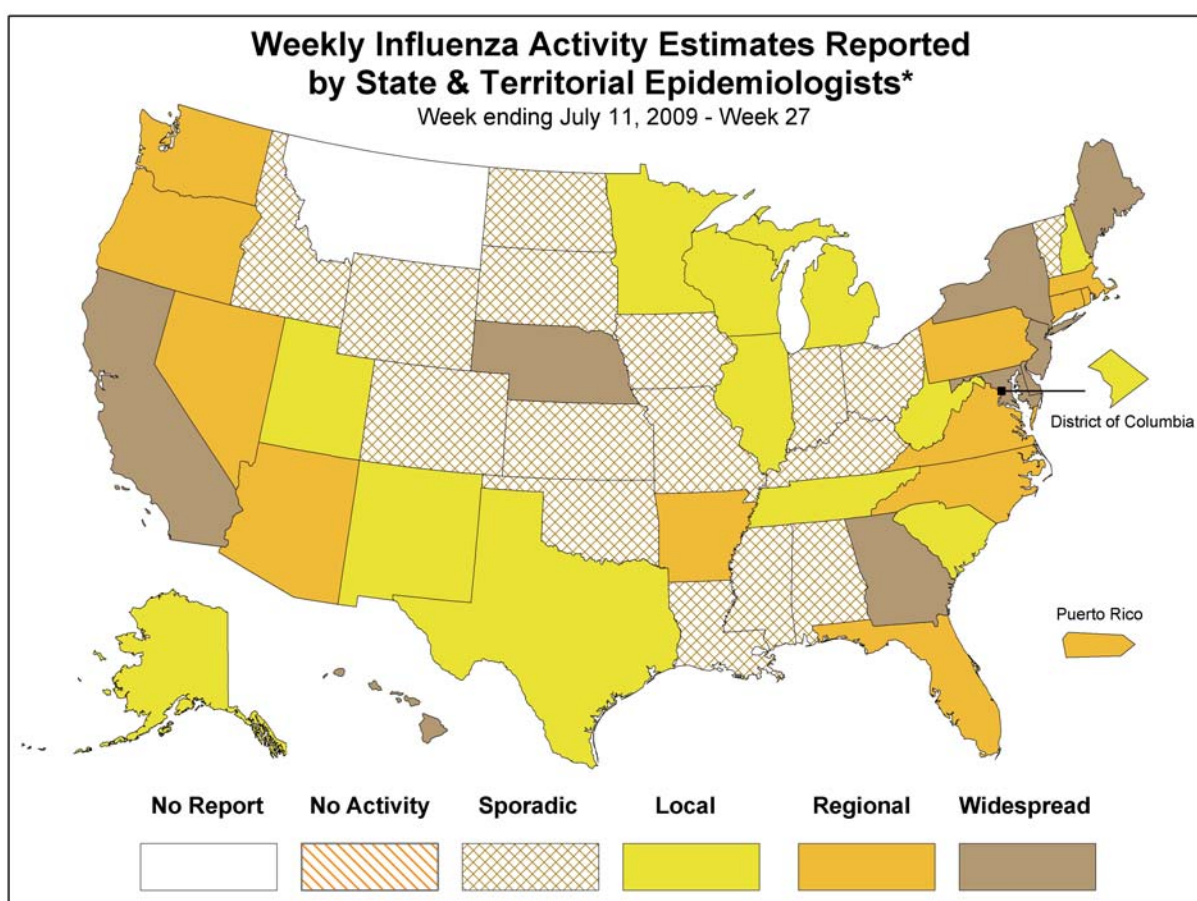 Weekly Influenza Activity Estimates Reported
by State & Territorial Epidemiologists*
Week ending July 11, 2009 - Week 27
District of Columbia
Puerto Rico
No Report
No Activity
Sporadic
Local
Regional
Widespread